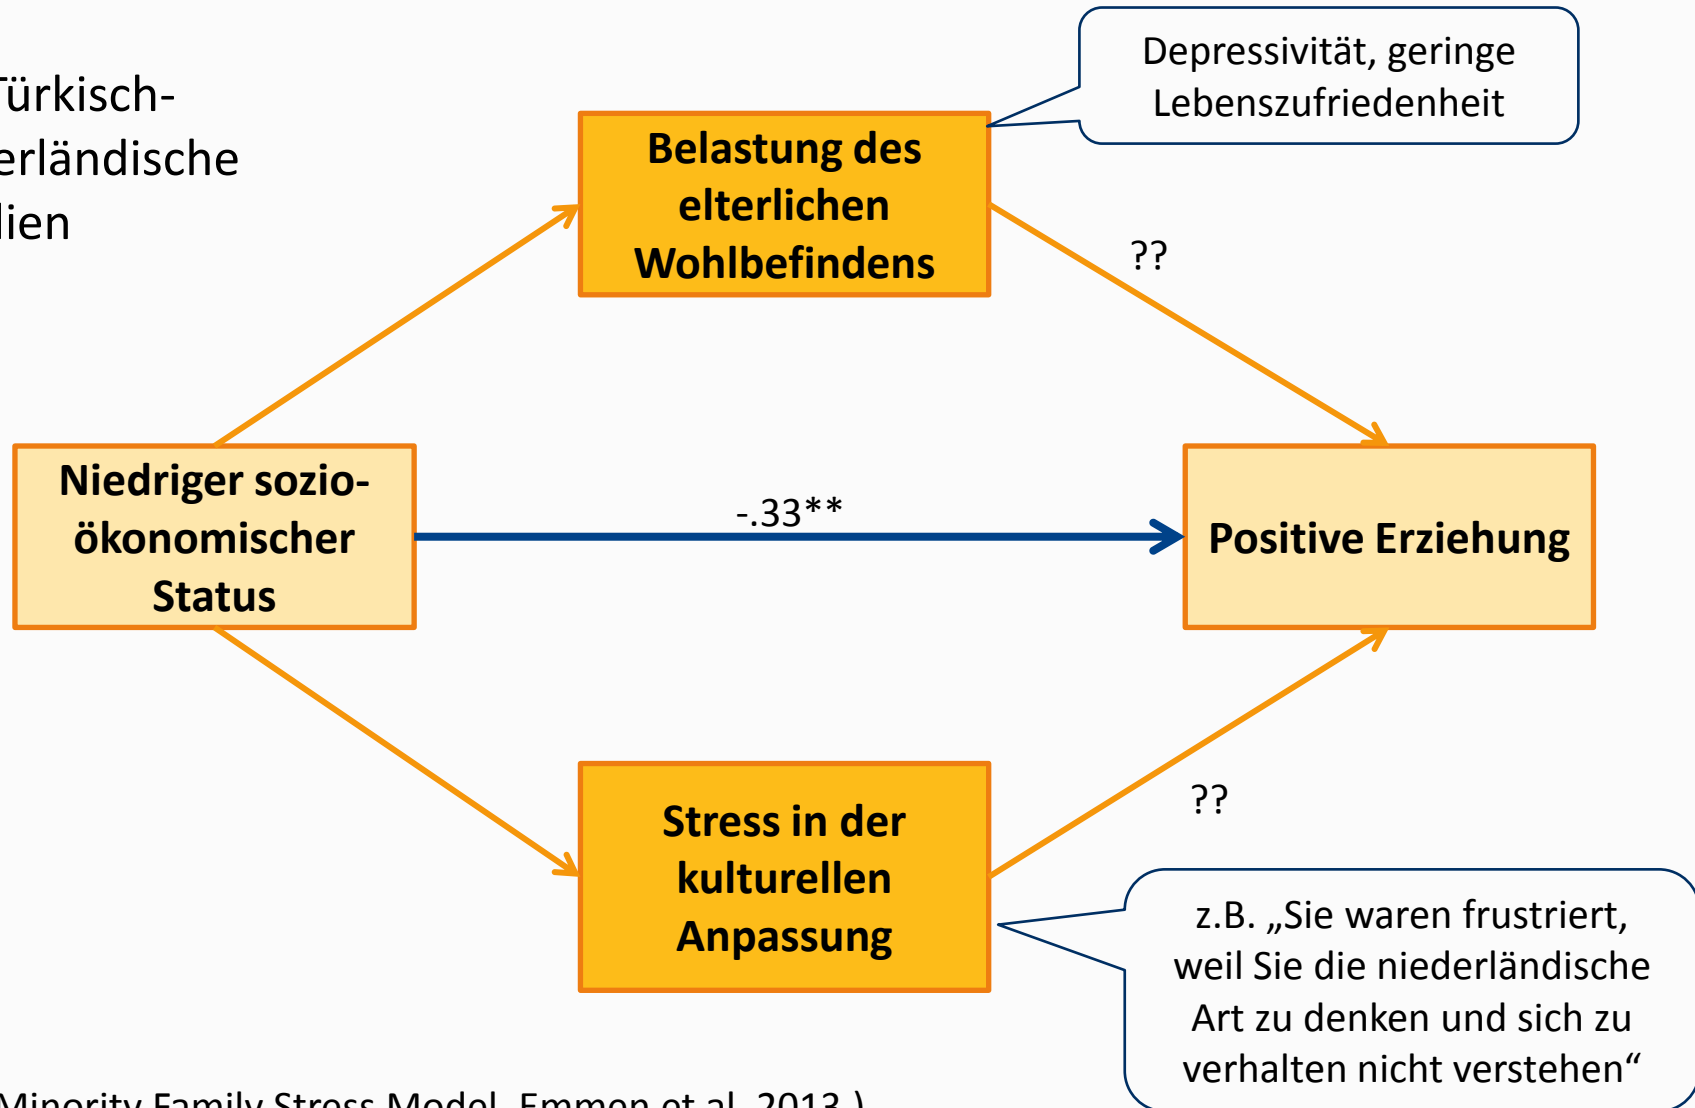 Türkisch-
erländische
lien
Depressivität, geringe
Lebenszufriedenheit
Belastung des
elterlichen
Wohlbefindens
??
Niedriger sozio-
ökonomischer
Status
-.33**
Positive Erziehung
Stress in der
kulturellen
Anpassung
??
z.B. „Sie waren frustriert,
weil Sie die niederländische
Art zu denken und sich zu
verhalten nicht verstehen“
Minority Family Stress Model, Emmen et al. 2013 )